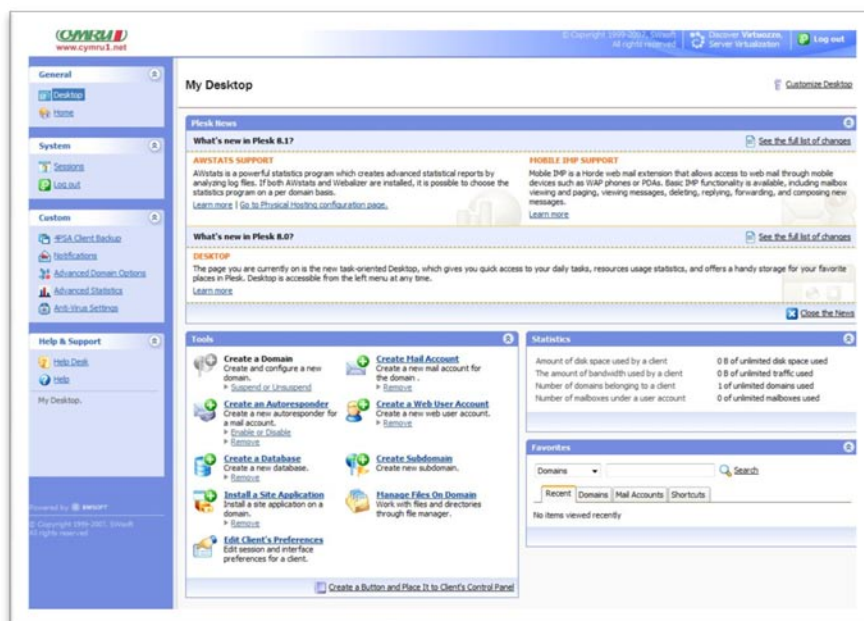 CYMRU1
www.cymru1.net
© Copyright 1999-2007, SWsoft
All rights reserved
Discover Virtuozzo,
Server Virtualization
Log out
General
Desktop
Home
System
Sessions
Log out
Custom
4PSA Client Backup
Notifications
Advanced Domain Options
Advanced Statistics
Anti-Virus Settings
Help & Support
Help Desk
Help
My Desktop.
Powered by SWSOFT
© Copyright 1999-2007, SWsoft
All rights reserved
My Desktop
Customize Desktop
Plesk News
What's new in Plesk 8.1?
See the full list of changes
AWSTATS SUPPORT
AWstats is a powerful statistics program which creates advanced statistical reports by
analyzing log files. If both AWstats and Webalizer are installed, it is possible to choose the
statistics program on a per domain basis.
Learn more | Go to Physical Hosting configuration page.
MOBILE IMP SUPPORT
Mobile IMP is a Horde web mail extension that allows access to web mail through mobile
devices such as WAP phones or PDAs. Basic IMP functionality is available, including mailbox
viewing and paging, viewing messages, deleting, replying, forwarding, and composing new
messages.
Learn more
What's new in Plesk 8.0?
See the full list of changes
DESKTOP
The page you are currently on is the new task-oriented Desktop, which gives you quick access to your daily tasks, resources usage statistics, and offers a handy storage for your favorite
places in Plesk. Desktop is accessible from the left menu at any time.
Learn more
Close the News
Tools
Create a Domain
Create and configure a new
domain.
Suspend or Unsuspend
Create Mail Account
Create a new mail account for
the domain .
Remove
Create an Autoresponder
Create a new autoresponder for
a mail account.
Enable or Disable
Remove
Create a Web User Account
Create a new web user account.
Remove
Create a Database
Create a new database.
Remove
Create Subdomain
Create new subdomain.
Install a Site Application
Install a site application on a
domain.
Remove
Manage Files On Domain
Work with files and directories
through file manager.
Edit Client's Preferences
Edit session and interface
preferences for a client.
Create a Button and Place It to Client's Control Panel
Statistics
Amount of disk space used by a client 0 B of unlimited disk space used
The amount of bandwidth used by a client 0 B of unlimited traffic used
Number of domains belonging to a client 1 of unlimited domains used
Number of mailboxes under a user account 0 of unlimited mailboxes used
Favorites
Domains
Search
Recent Domains Mail Accounts Shortcuts
No items viewed recently